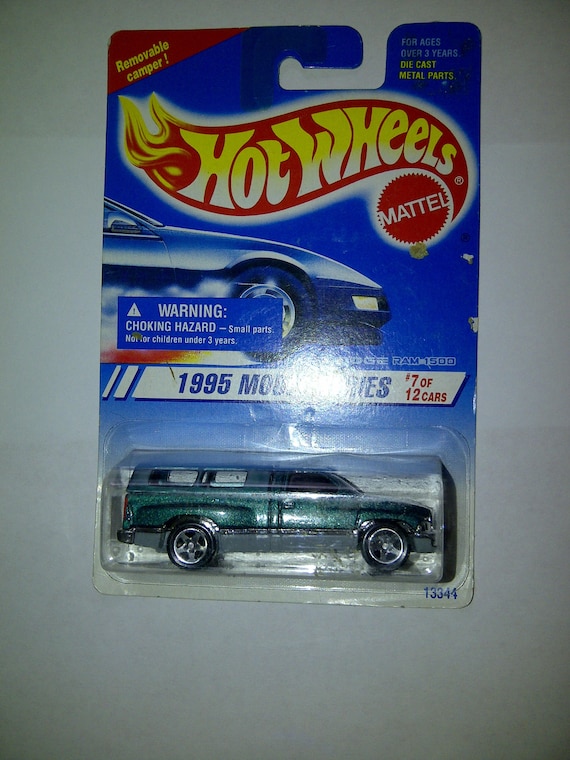 Removable
camper!
FOR AGES
OVER 3 YEARS.
DIE CAST
METAL PARTS.
HOT WHEELS®
MATTEL
WARNING:
CHOKING HAZARD – Small parts.
Not for children under 3 years.
RAM 1500
1995 MOD
#7 OF
12 CARS
13344